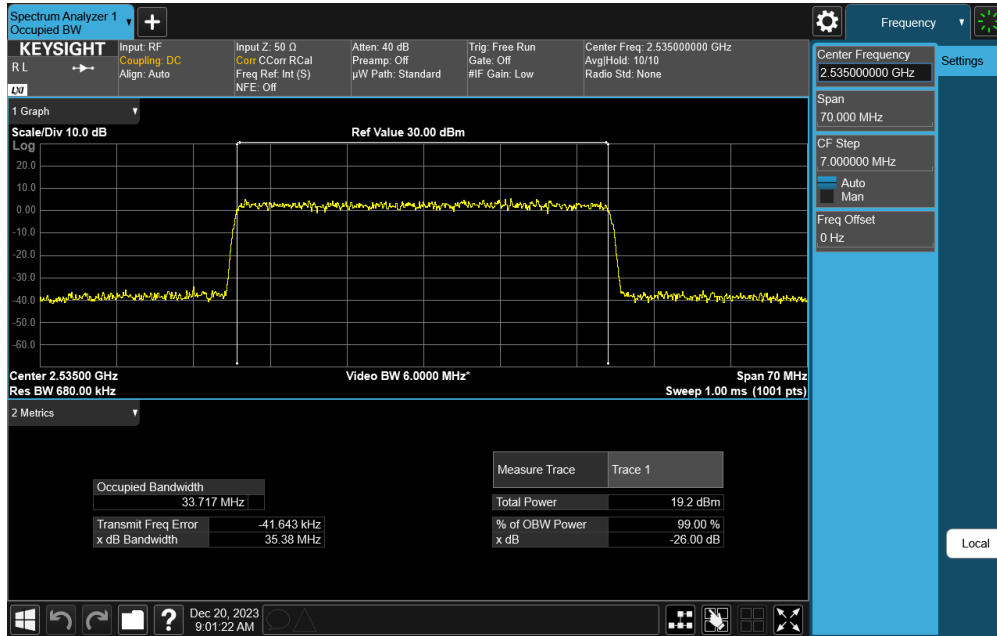 Spectrum Analyzer 1
Occupied BW
Frequency
KEYSIGHT
R L
LXI
Input: RF
Coupling: DC
Align: Auto
Input Z: 50 Ω
Corr CCorr RCal
Freq Ref: Int (S)
NFE: Off
Atten: 40 dB
Preamp: Off
µW Path: Standard
Trig: Free Run
Gate: Off
#IF Gain: Low
Center Freq: 2.535000000 GHz
Avg|Hold: 10/10
Radio Std: None
Center Frequency
2.535000000 GHz
Settings
Span
70.000 MHz
CF Step
7.000000 MHz
Auto
Man
Freq Offset
0 Hz
Local
1 Graph
Scale/Div 10.0 dB
Ref Value 30.00 dBm
Log
20.0
10.0
0.00
-10.0
-20.0
-30.0
-40.0
-50.0
-60.0
Center 2.53500 GHz
Video BW 6.0000 MHz*
Span 70 MHz
Res BW 680.00 kHz
Sweep 1.00 ms (1001 pts)
2 Metrics
Occupied Bandwidth
33.717 MHz
Transmit Freq Error -41.643 kHz
x dB Bandwidth 35.38 MHz
Measure Trace Trace 1
Total Power 19.2 dBm
% of OBW Power 99.00 %
x dB -26.00 dB
?
Dec 20, 2023
9:01:22 AM